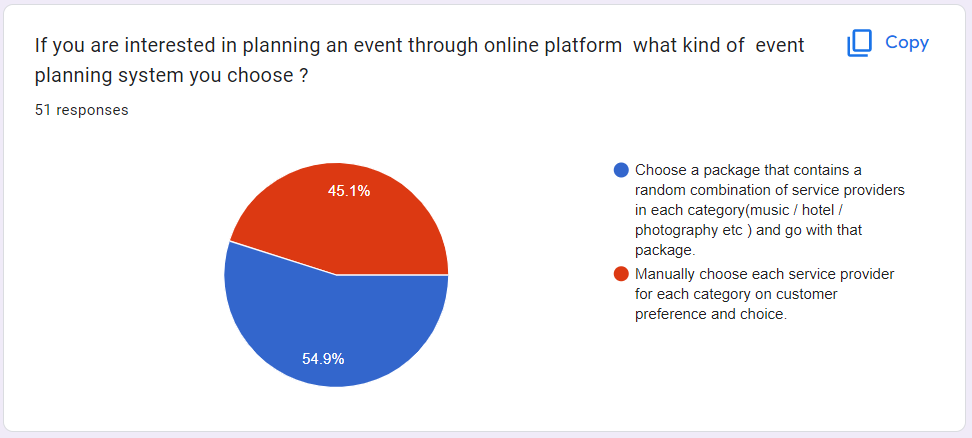 If you are interested in planning an event through online platform  what kind of  event
planning system you choose ?
Copy
51 responses
45.1%
54.9%
Choose a package that contains a
random combination of service providers
in each category(music / hotel /
photography etc ) and go with that
package.
Manually choose each service provider
for each category on customer
preference and choice.